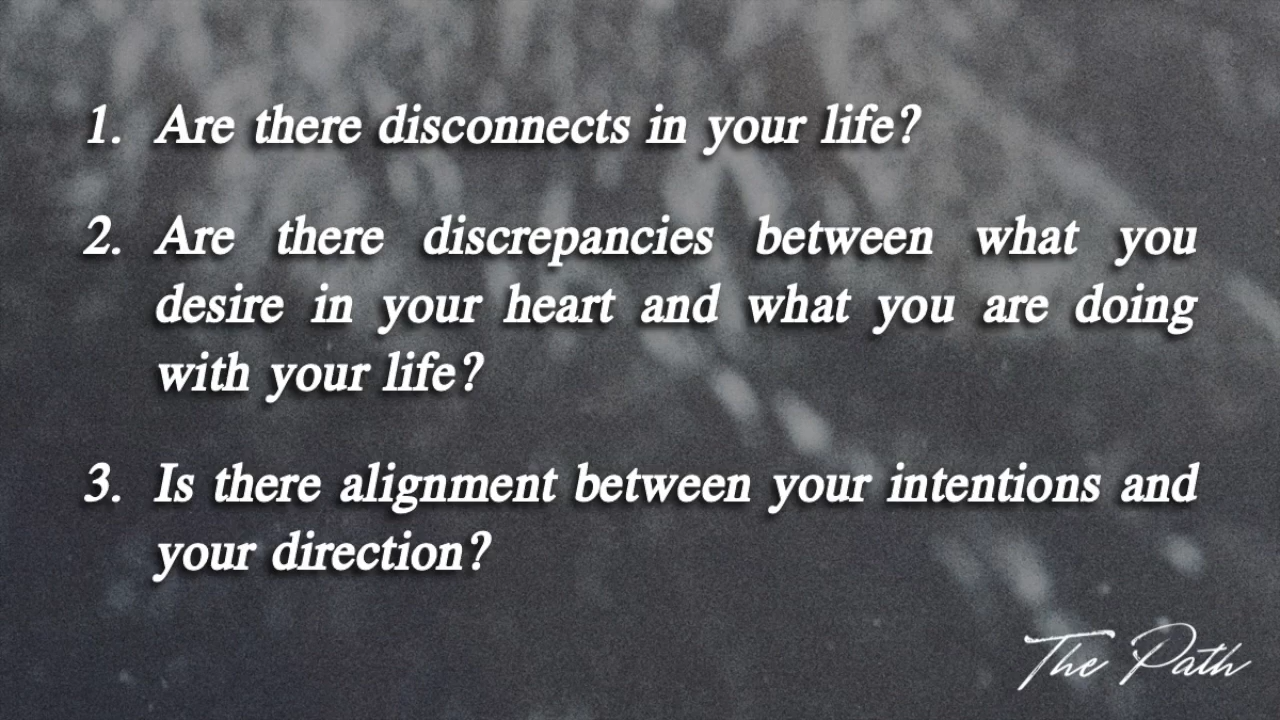 1. Are there disconnects in your life?
2. Are there discrepancies between what you
desire in your heart and what you are doing
with your life?
3. Is there alignment between your intentions and
your direction?
The Path